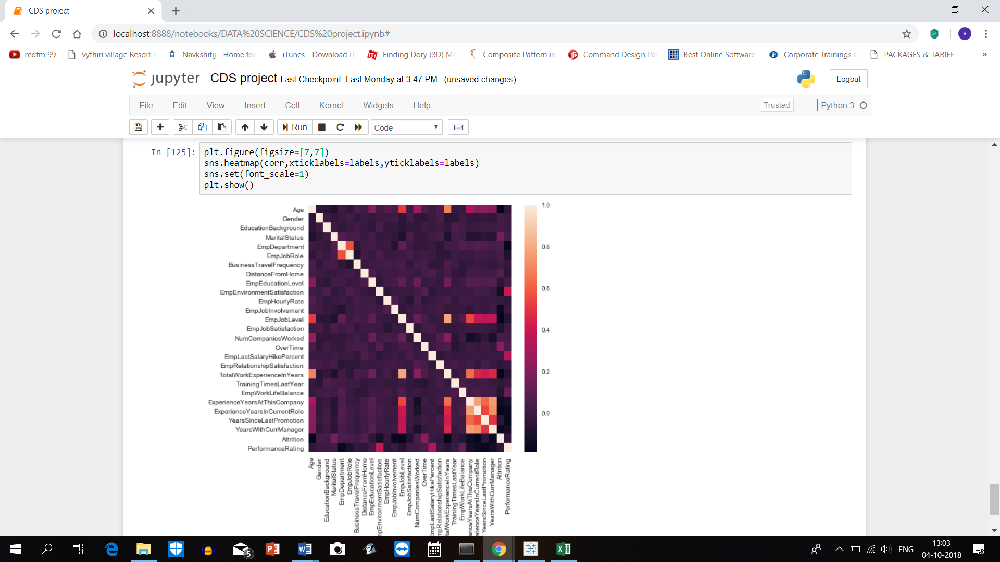 CDS project
localhost:8888/notebooks/DATA%20SCIENCE/CDS%20project.ipynb#
V
redfm 99
vythiri village Resort
Navkshitij - Home fo
iTunes - Download iT
my
Finding Dory (3D) Mo
Composite Pattern in
Command Design Pa
Best Online Software
Corporate Trainings
PACKAGES & TARIFF
»
jupyter CDS project Last Checkpoint: Last Monday at 3:47 PM (unsaved changes)
Logout
File Edit View Insert Cell Kernel Widgets Help
Trusted
Python 3
Run
Code
In [125]:
plt.figure(figsize=[7,7])
sns.heatmap(corr,xticklabels=labels,yticklabels=labels)
sns.set(font_scale=1)
plt.show()
Age
Gender
EducationBackground
MaritalStatus
EmpDepartment
EmpJobRole
BusinessTravelFrequency
DistanceFromHome
EmpEducationLevel
EmpEnvironmentSatisfaction
EmpHourlyRate
EmpJobInvolvement
EmpJobLevel
EmpJobSatisfaction
NumCompaniesWorked
OverTime
EmpLastSalaryHikePercent
EmpRelationshipSatisfaction
TotalWorkExperienceInYears
TrainingTimesLastYear
EmpWorkLifeBalance
ExperienceYearsAtThisCompany
ExperienceYearsInCurrentRole
YearsSinceLastPromotion
YearsWithCurrManager
Attrition
PerformanceRating
1.0
0.8
0.6
0.4
0.2
0.0
Age
Gender
EducationBackground
MaritalStatus
EmpDepartment
EmpJobRole
BusinessTravelFrequency
DistanceFromHome
EmpEducationLevel
npEnvironmentSatisfaction
EmpHourlyRate
EmpJobInvolvement
EmpJobLevel
EmpJobSatisfaction
NumCompaniesWorked
OverTime
EmpLastSalaryHikePercent
mpRelationshipSatisfaction
talWorkExperienceInYears
TrainingTimesLastYear
EmpWorkLifeBalance
enceYearsAtThisCompany
erienceYearsInCurrentRole
YearsSinceLastPromotion
YearsWithCurrManager
Attrition
PerformanceRating
5
ENG
13:03
04-10-2018